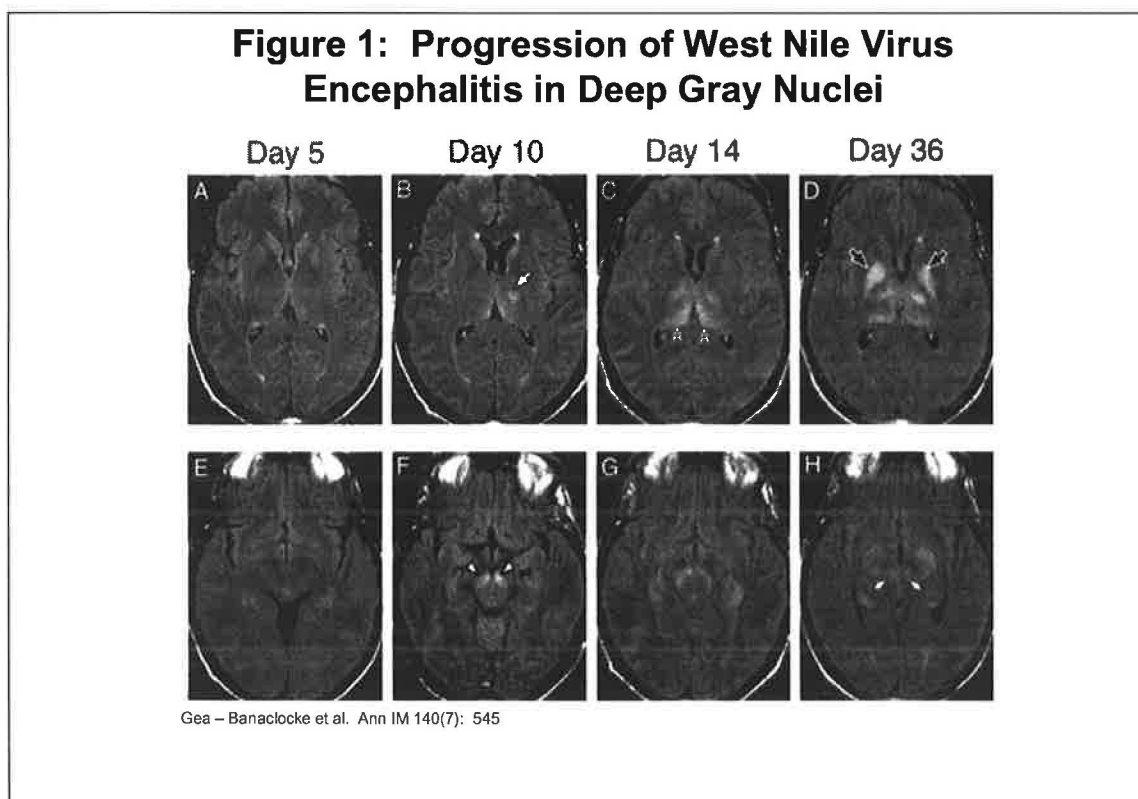 Figure 1: Progression of West Nile Virus
Encephalitis in Deep Gray Nuclei
Day 5 Day 10 Day 14 Day 36
A B C D
E F G H
Gea – Banaclocke et al. Ann IM 140(7): 545